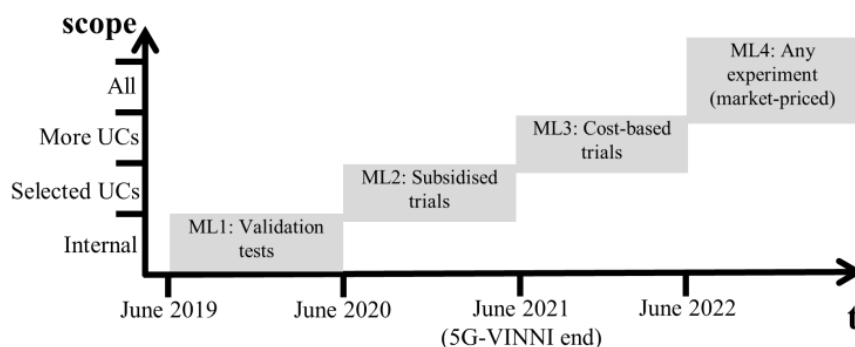 scope
All
More UCs
Selected UCs
Internal
ML4: Any
experiment
(market-priced)
ML3: Cost-based
trials
ML2: Subsidised
trials
ML1: Validation
tests
June 2019
June 2020
June 2021
(5G-VINNI end)
June 2022
t